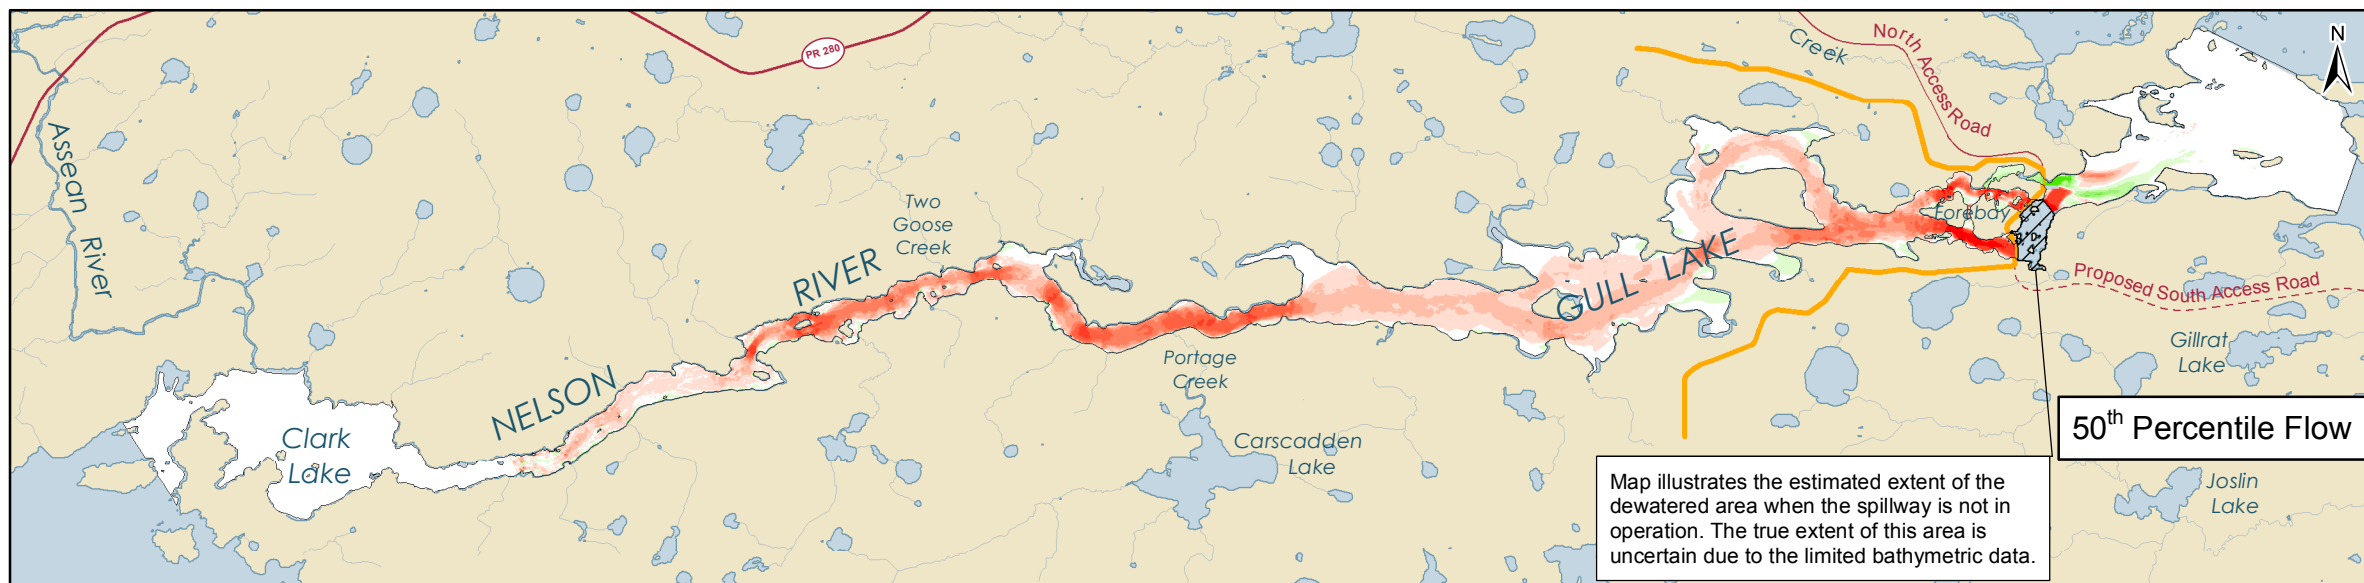 PR 280
North
Access
Road
Creek
N
Assean
River
Two
Goose
Creek
NELSON
RIVER
GULL LAKE
Forebay
Proposed South Access Road
Gillrat
Lake
Portage
Creek
Clark
Lake
Carscadden
Lake
50th Percentile Flow
Map illustrates the estimated extent of the
dewatered area when the spillway is not in
operation. The true extent of this area is
uncertain due to the limited bathymetric data.
Joslin
Lake